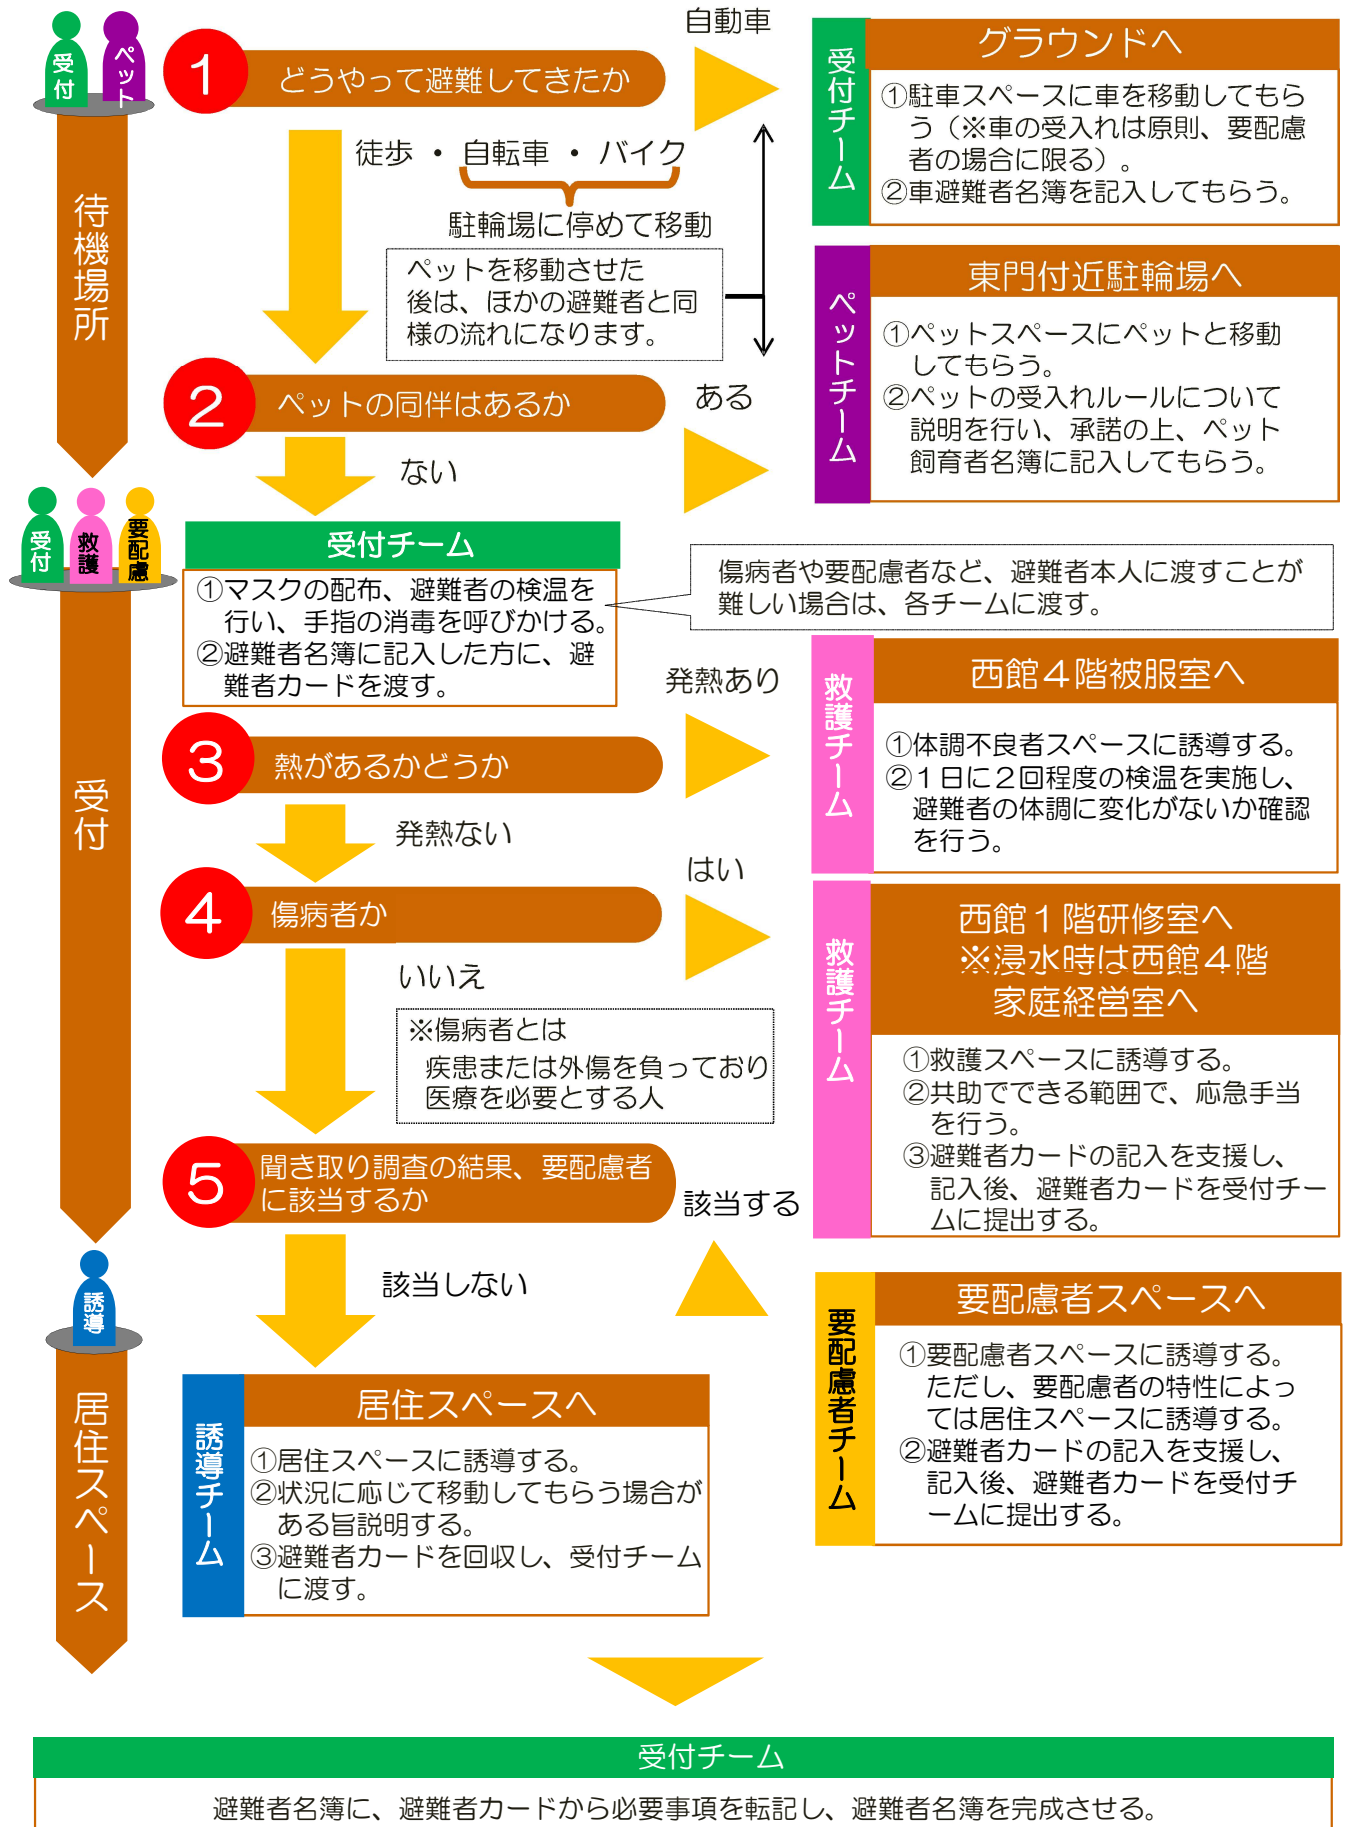 受付
ペット
待機場所
1
どうやって避難してきたか
自動車
徒歩 ・ 自転車 ・ バイク
駐輪場に停めて移動
ペットを移動させた
後は、ほかの避難者と同
様の流れになります。
受付チーム
グラウンドへ
①駐車スペースに車を移動してもら
う（※車の受入れは原則、要配慮
者の場合に限る）。
②車避難者名簿を記入してもらう。
2
ペットの同伴はあるか
ある
ない
ペットチーム
東門付近駐輪場へ
①ペットスペースにペットと移動
してもらう。
②ペットの受入れルールについて
説明を行い、承諾の上、ペット
飼育者名簿に記入してもらう。
受付
救護
要配慮
受付
受付チーム
①マスクの配布、避難者の検温を
行い、手指の消毒を呼びかける。
②避難者名簿に記入した方に、避
難者カードを渡す。
傷病者や要配慮者など、避難者本人に渡すことが
難しい場合は、各チームに渡す。
3
熱があるかどうか
発熱あり
発熱ない
救護チーム
西館４階被服室へ
①体調不良者スペースに誘導する。
②１日に２回程度の検温を実施し、
避難者の体調に変化がないか確認
を行う。
4
傷病者か
はい
いいえ
※傷病者とは
疾患または外傷を負っており
医療を必要とする人
救護チーム
西館１階研修室へ
※浸水時は西館４階
家庭経営室へ
①救護スペースに誘導する。
②共助でできる範囲で、応急手当
を行う。
③避難者カードの記入を支援し、
記入後、避難者カードを受付チー
ムに提出する。
5
聞き取り調査の結果、要配慮者
に該当するか
該当する
該当しない
要配慮者チーム
要配慮者スペースへ
①要配慮者スペースに誘導する。
ただし、要配慮者の特性によっ
ては居住スペースに誘導する。
②避難者カードの記入を支援し、
記入後、避難者カードを受付チ
ームに提出する。
誘導
居住スペース
誘導チーム
居住スペースへ
①居住スペースに誘導する。
②状況に応じて移動してもらう場合が
ある旨説明する。
③避難者カードを回収し、受付チーム
に渡す。
受付チーム
避難者名簿に、避難者カードから必要事項を転記し、避難者名簿を完成させる。